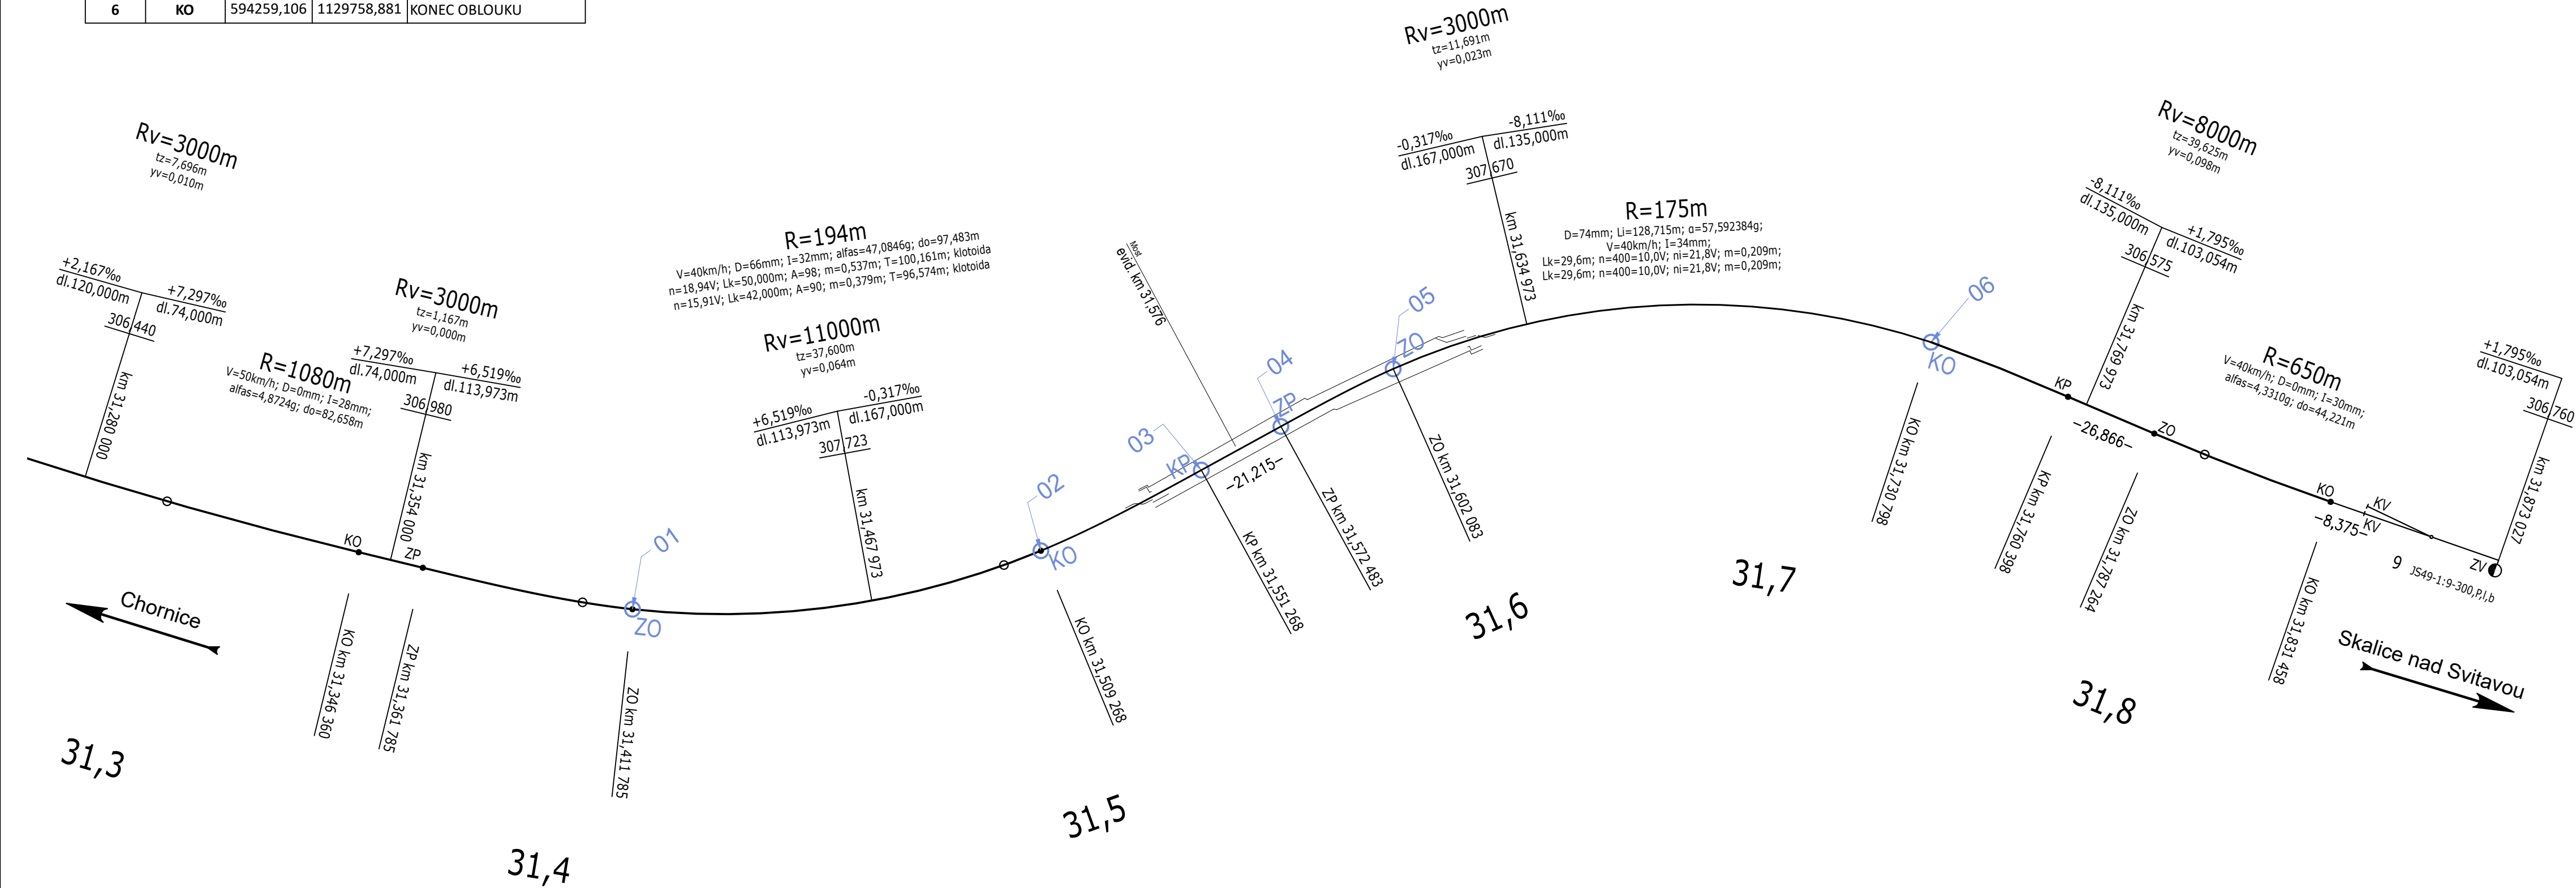 6 KO 594259,106 1129758,881 KONEC OBLOUKU
Rv=3000m
tz=7,696m
yv=0,010m
+2,167‰
dl.120,000m
+7,297‰
dl.74,000m
306,440
km 31,280 000
R=1080m
V=50km/h; D=0mm; I=28mm;
alfas=4,8724g; do=82,658m
Rv=3000m
tz=1,167m
yv=0,000m
+7,297‰
dl.74,000m
+6,519‰
dl.113,973m
306,980
km 31,354 000
KO
ZP
Chornice
KO km 31,346 360
ZP km 31,361 785
31,3
01
ZO
ZO km 31,411 785
31,4
R=194m
V=40km/h; D=66mm; I=32mm; alfas=47,0846g; do=97,483m
n=18,94V; Lk=50,000m; A=98; m=0,537m; T=100,161m; klotoida
n=15,91V; Lk=42,000m; A=90; m=0,379m; T=96,574m; klotoida
Rv=11000m
tz=37,600m
yv=0,064m
+6,519‰
dl.113,973m
-0,317‰
dl.167,000m
307,723
km 31,467 973
02
KO
KO km 31,509 268
31,5
Most
evid. km 31,576
03
KP
–21,215–
KP km 31,551 268
04
ZP
ZP km 31,572 483
05
ZO
ZO km 31,602 083
31,6
Rv=3000m
tz=11,691m
yv=0,023m
-0,317‰
dl.167,000m
-8,111‰
dl.135,000m
307,670
km 31,634 973
R=175m
D=74mm; Li=128,715m; α=57,592384g;
V=40km/h; I=34mm;
Lk=29,6m; n=400=10,0V; ni=21,8V; m=0,209m;
Lk=29,6m; n=400=10,0V; ni=21,8V; m=0,209m;
31,7
06
KO
KO km 31,730 798
Rv=8000m
tz=39,625m
yv=0,098m
-8,111‰
dl.135,000m
+1,795‰
dl.103,054m
306,575
km 31,769 973
KP
–26,866–
ZO
KP km 31,760 398
ZO km 31,787 264
31,8
R=650m
V=40km/h; D=0mm; I=30mm;
alfas=4,3310g; do=44,221m
KO
–8,375–
KV
KV
KO km 31,831 458
+1,795‰
dl.103,054m
306,760
km 31,873 027
ZV
9 JS49-1:9-300,P,l,b
Skalice nad Svitavou